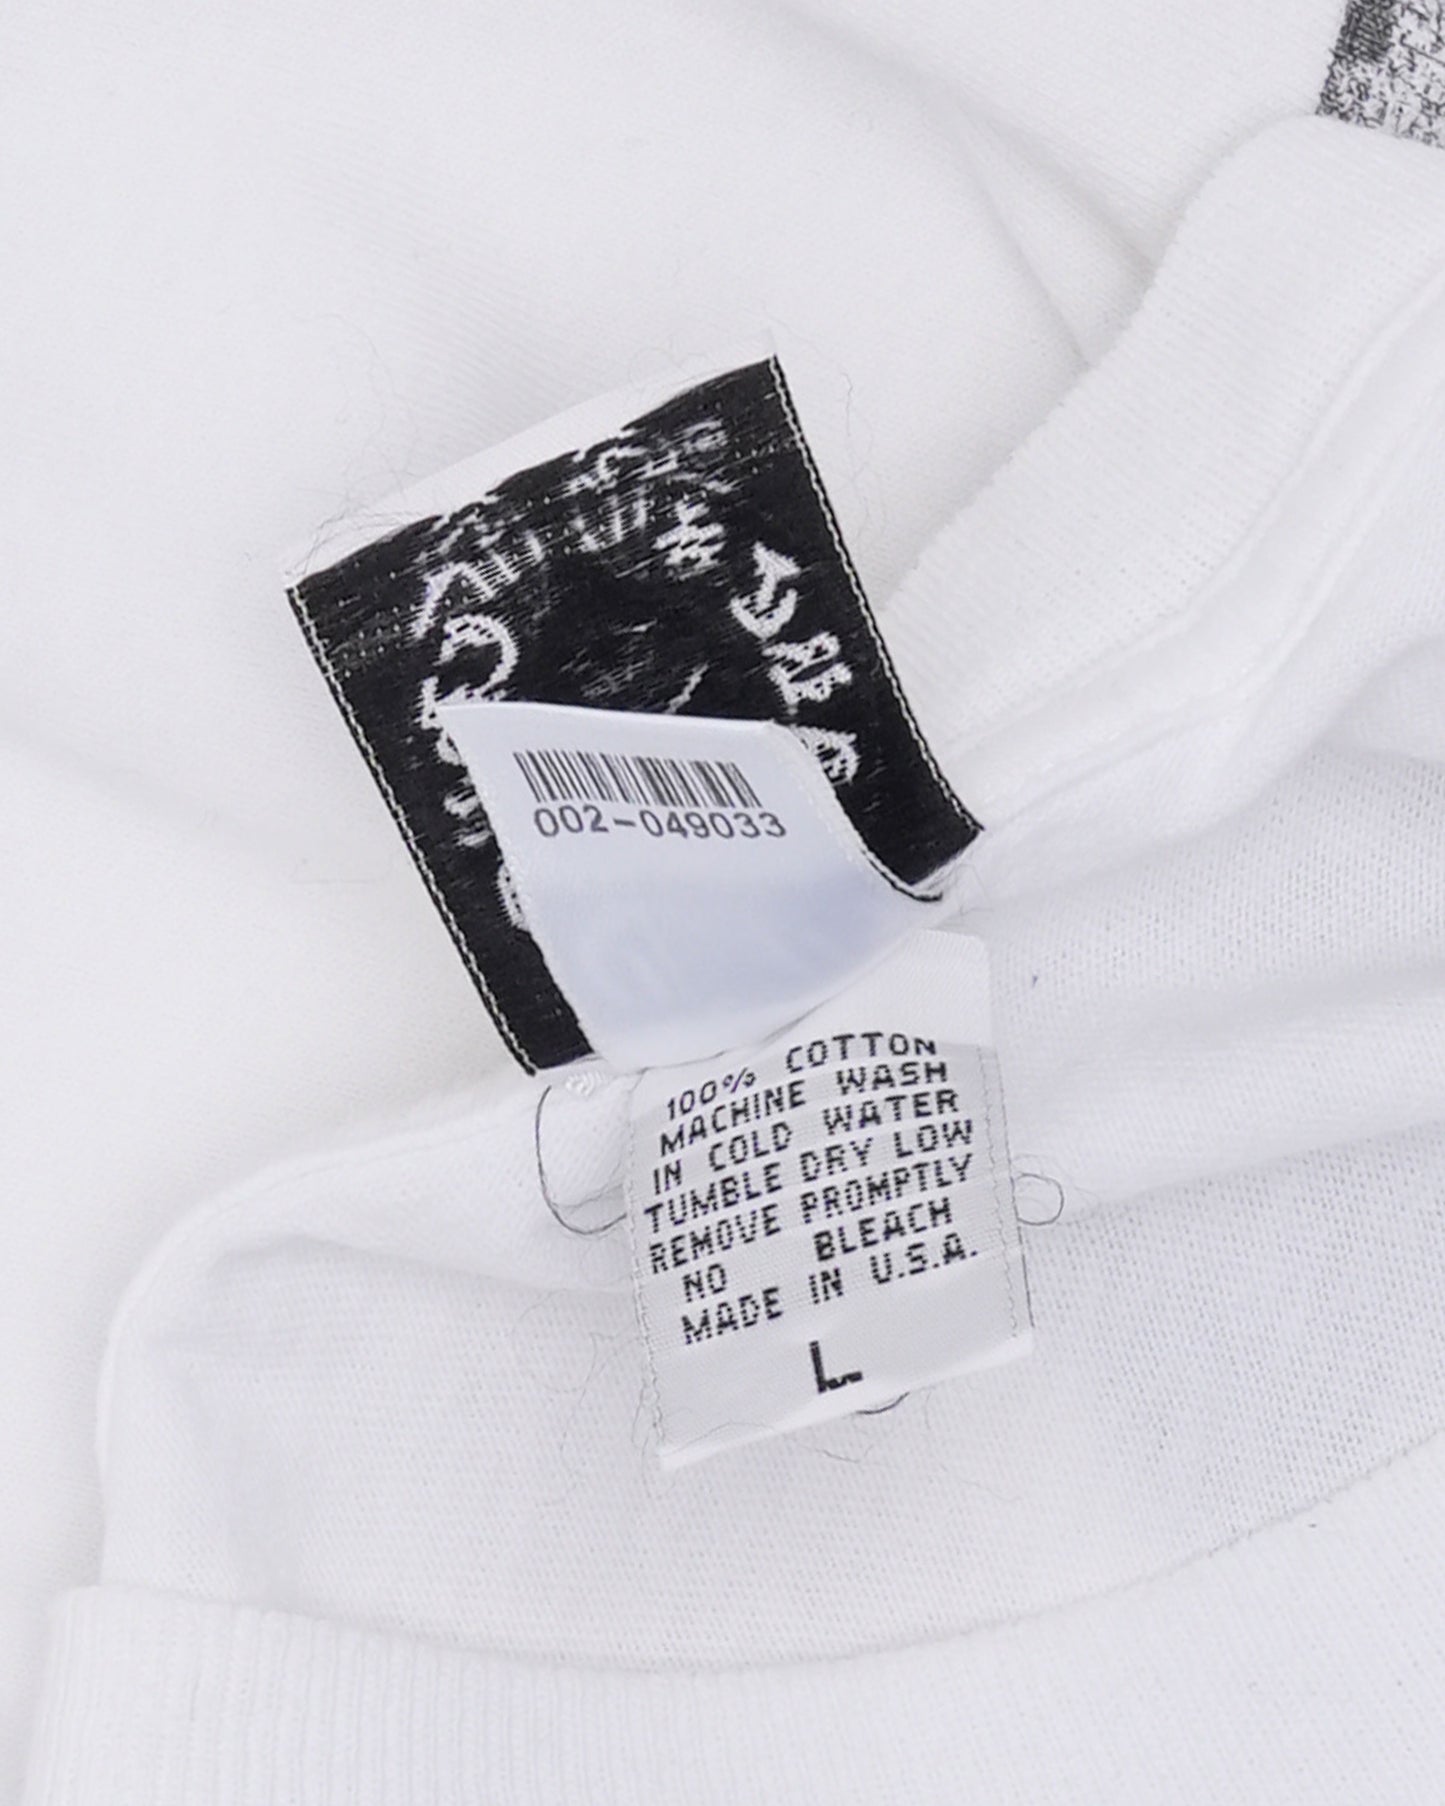 002-049033
100% COTTON
MACHINE WASH
IN COLD WATER
TUMBLE DRY LOW
REMOVE PROMPTLY
NO BLEACH
MADE IN U.S.A.
L